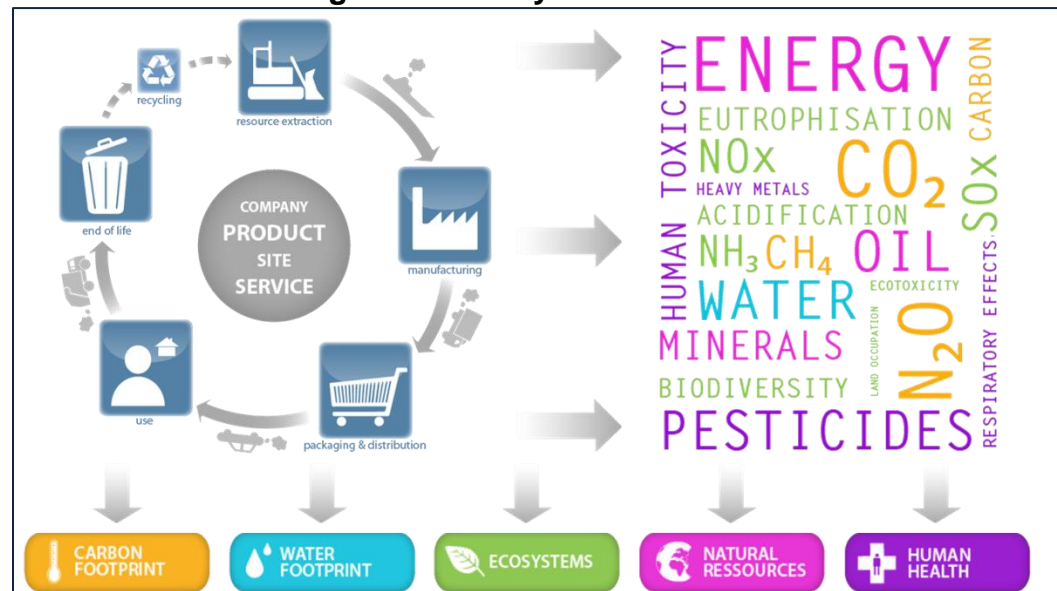 recycling
resource extraction
end of life
manufacturing
use
packaging & distribution
COMPANY
PRODUCT
SITE
SERVICE
HUMAN TOXICITY
ENERGY
CARBON
EUTROPHISATION
NOx
CO₂
SOx
HEAVY METALS
ACIDIFICATION
NH₃
CH₄
OIL
ECOTOXICITY
WATER
RESPIRATORY EFFECTS.
MINERALS
LAND OCCUPATION
N₂O
BIODIVERSITY
PESTICIDES
CARBON
FOOTPRINT
WATER
FOOTPRINT
ECOSYSTEMS
NATURAL
RESSOURCES
HUMAN
HEALTH